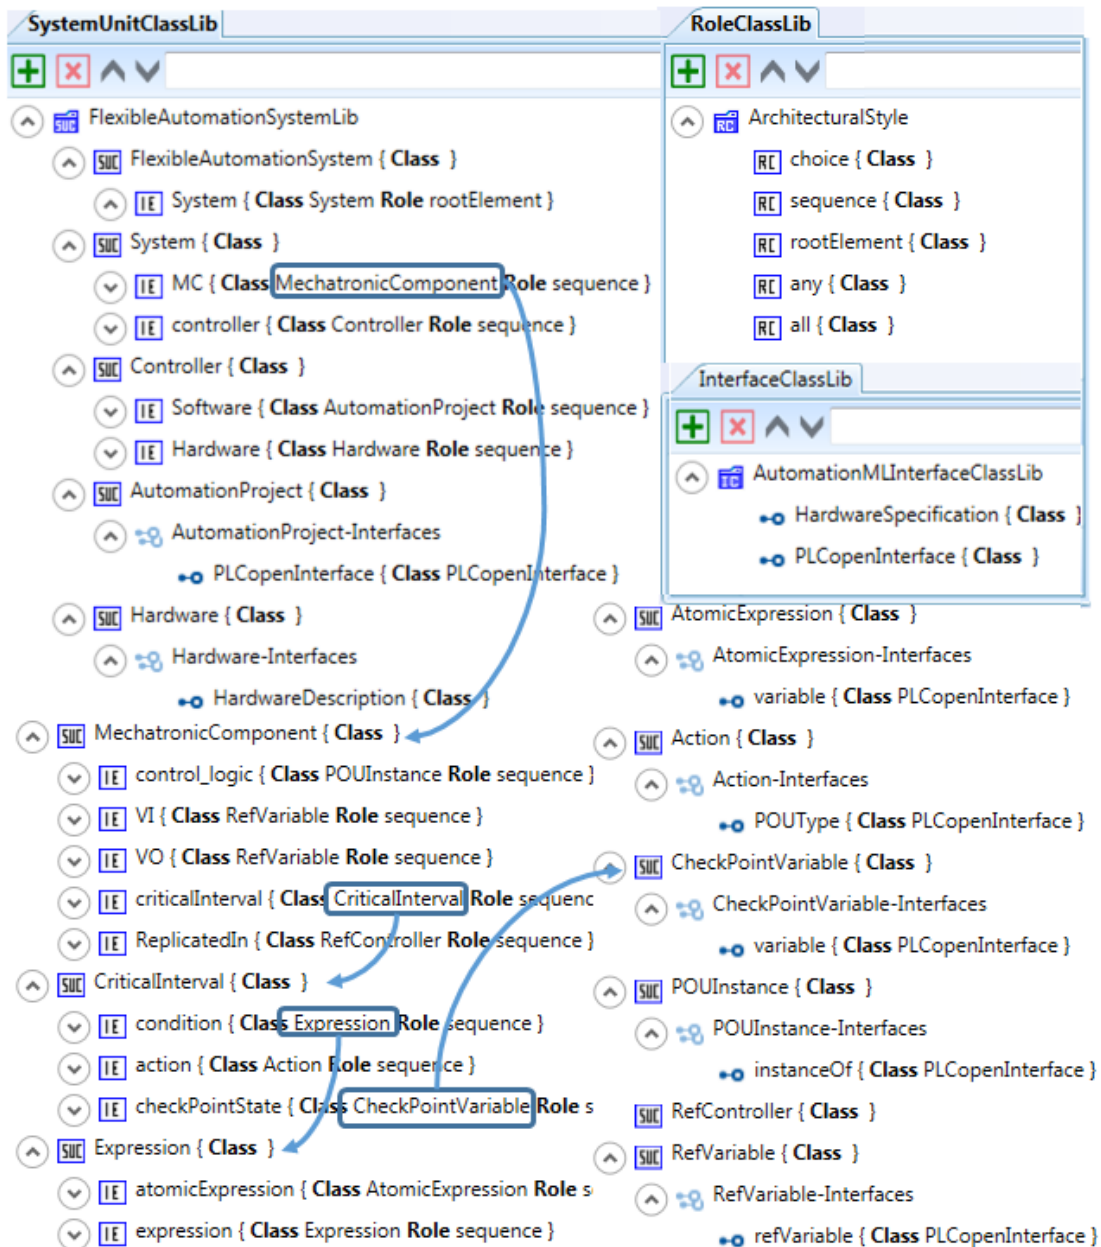 SystemUnitClassLib
FlexibleAutomationSystemLib
FlexibleAutomationSystem { Class }
System { Class System Role rootElement }
System { Class }
MC { Class MechatronicComponent Role sequence }
controller { Class Controller Role sequence }
Controller { Class }
Software { Class AutomationProject Role sequence }
Hardware { Class Hardware Role sequence }
AutomationProject { Class }
AutomationProject-Interfaces
PLCopenInterface { Class PLCopenInterface }
Hardware { Class }
Hardware-Interfaces
HardwareDescription { Class }
MechatronicComponent { Class }
control_logic { Class POUInstance Role sequence }
VI { Class RefVariable Role sequence }
VO { Class RefVariable Role sequence }
criticalInterval { Class CriticalInterval Role sequenc
ReplicatedIn { Class RefController Role sequence }
CriticalInterval { Class }
condition { Class Expression Role sequence }
action { Class Action Role sequence }
checkPointState { Class CheckPointVariable Role s
Expression { Class }
atomicExpression { Class AtomicExpression Role s
expression { Class Expression Role sequence }
RoleClassLib
ArchitecturalStyle
choice { Class }
sequence { Class }
rootElement { Class }
any { Class }
all { Class }
InterfaceClassLib
AutomationMLInterfaceClassLib
HardwareSpecification { Class }
PLCopenInterface { Class }
AtomicExpression { Class }
AtomicExpression-Interfaces
variable { Class PLCopenInterface }
Action { Class }
Action-Interfaces
POUType { Class PLCopenInterface }
CheckPointVariable { Class }
CheckPointVariable-Interfaces
variable { Class PLCopenInterface }
POUInstance { Class }
POUInstance-Interfaces
instanceOf { Class PLCopenInterface }
RefController { Class }
RefVariable { Class }
RefVariable-Interfaces
refVariable { Class PLCopenInterface }